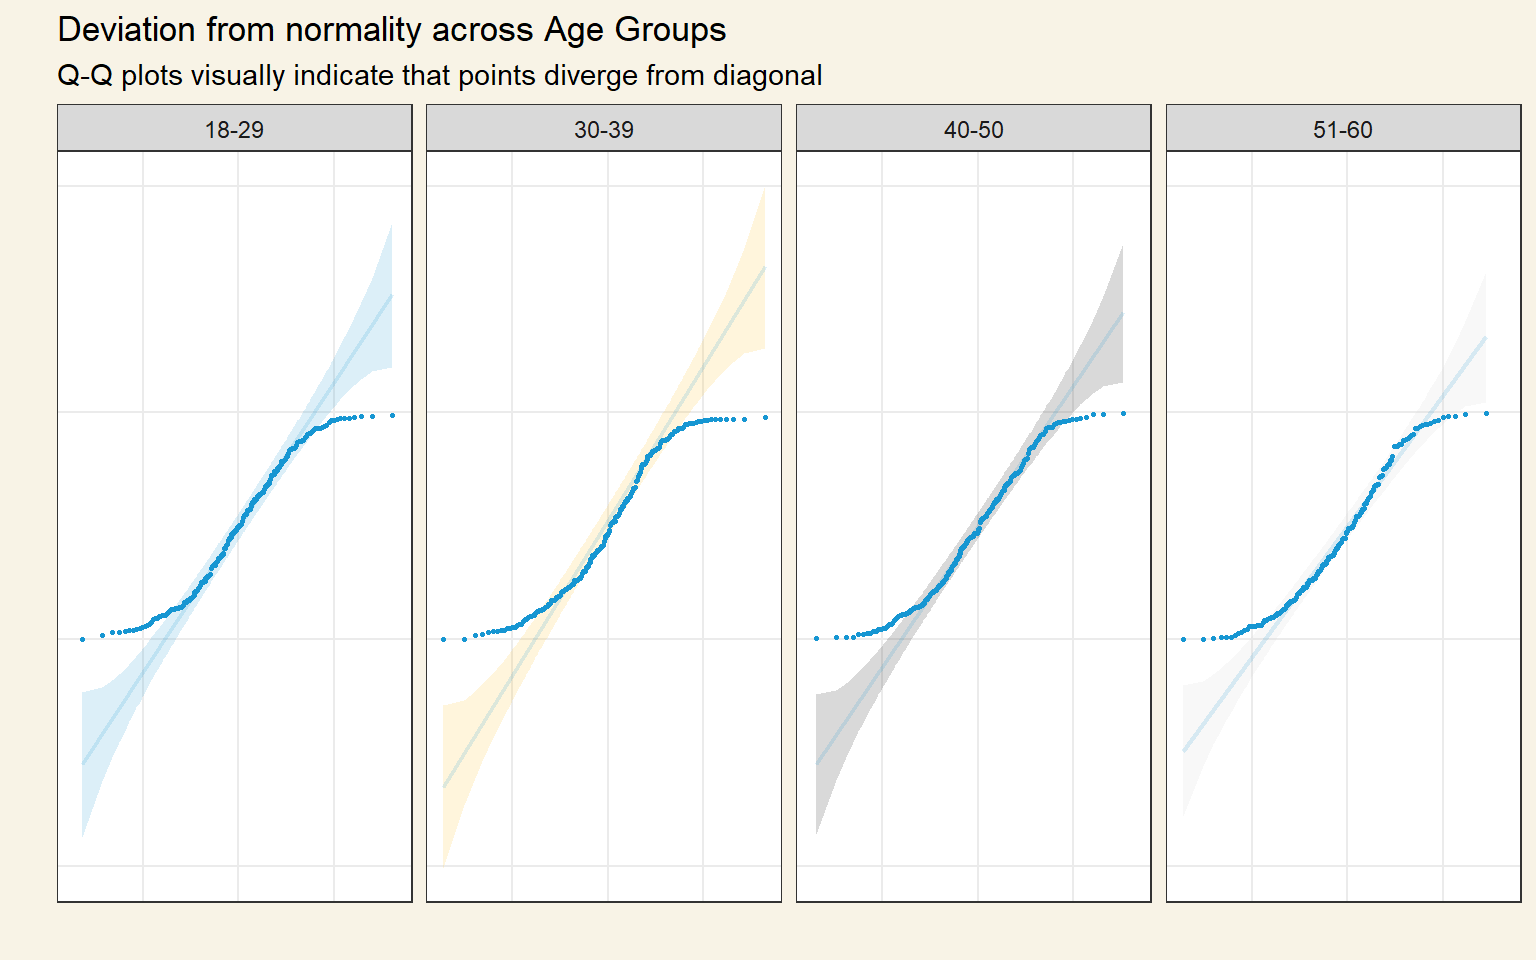 Deviation from normality across Age Groups
Q-Q plots visually indicate that points diverge from diagonal
18-29
30-39
40-50
51-60